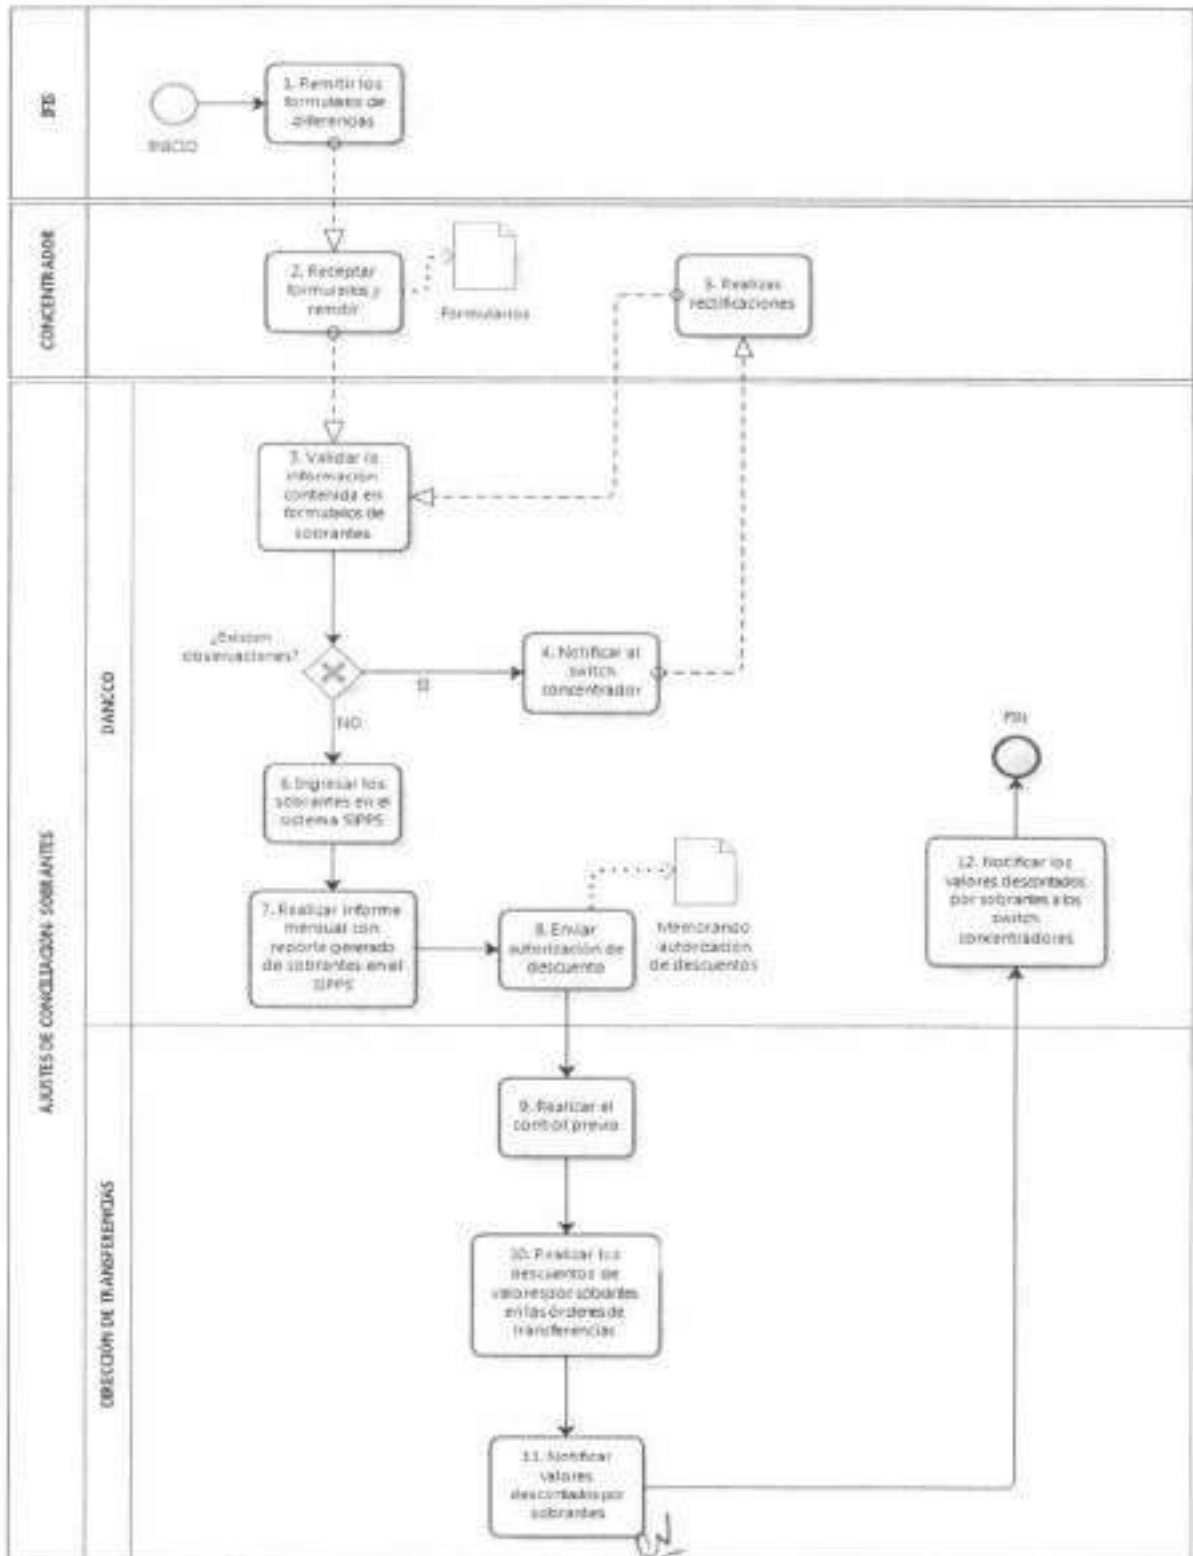 IFIS
INICIO
1. Remitir los
formularios de
diferencias
CONCENTRADOR
2. Receptar
formularios y
remitir
Formularios
5. Realizar
rectificaciones
AJUSTES DE CONCILIACION- SOBRANTES
DANCCO
3. Validar la
información
contenida en
formularios de
sobrantes
¿Existen
observaciones?
SI
NO
4. Notificar al
switch
concentrador
6. Ingresar los
sobrantes en el
sistema SIPPS
7. Realizar informe
mensual con
reporte generado
de sobrantes en el
SIPPS
8. Enviar
autorización de
descuento
Memorando
autorización
de descuentos
FIN
12. Notificar los
valores descontados
por sobrantes a los
switch
concentradores
DIRECCIÓN DE TRANSFERENCIAS
9. Realizar el
control previo
10. Realizar los
descuentos de
valores por sobrantes
en las órdenes de
transferencias
11. Notificar
valores
descontados por
sobrantes